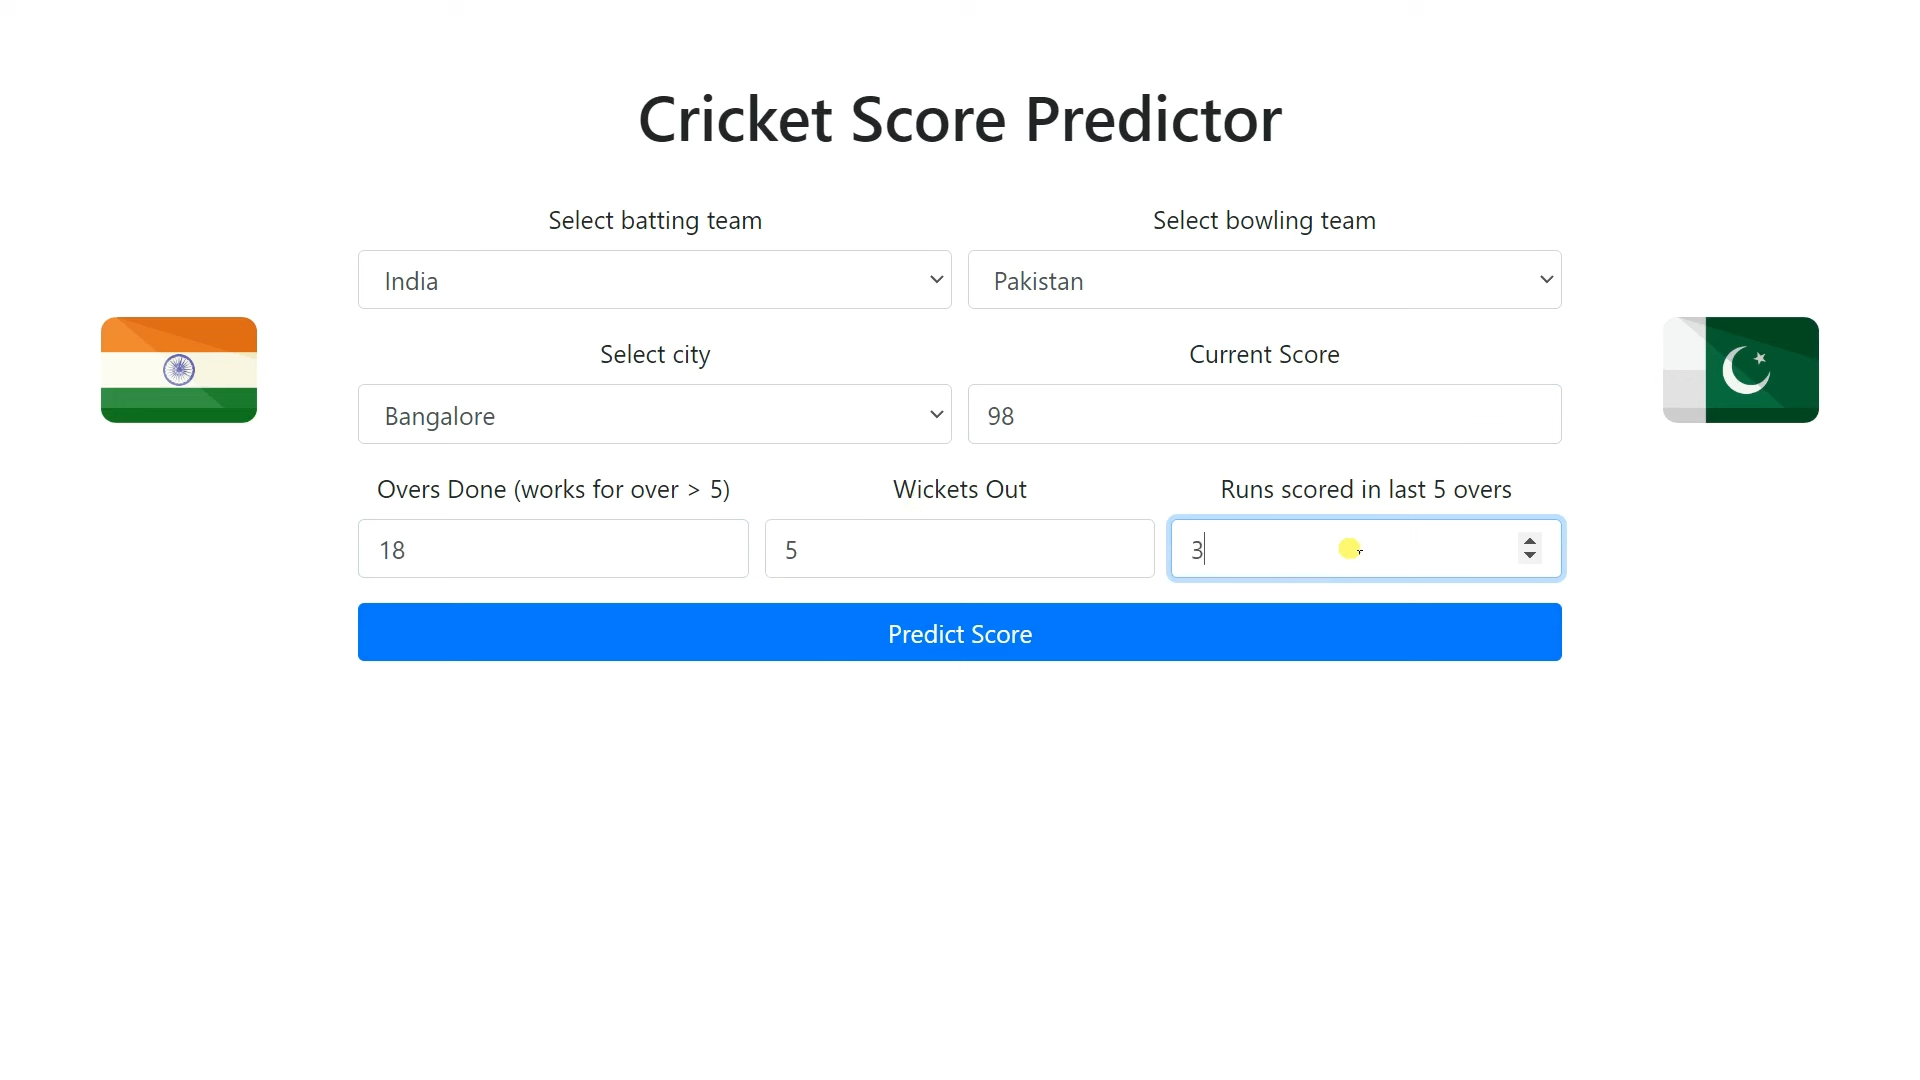 Cricket Score Predictor
Select batting team
Select bowling team
India
Pakistan
Select city
Current Score
Bangalore
98
Overs Done (works for over > 5)
Wickets Out
Runs scored in last 5 overs
18
5
3
Predict Score